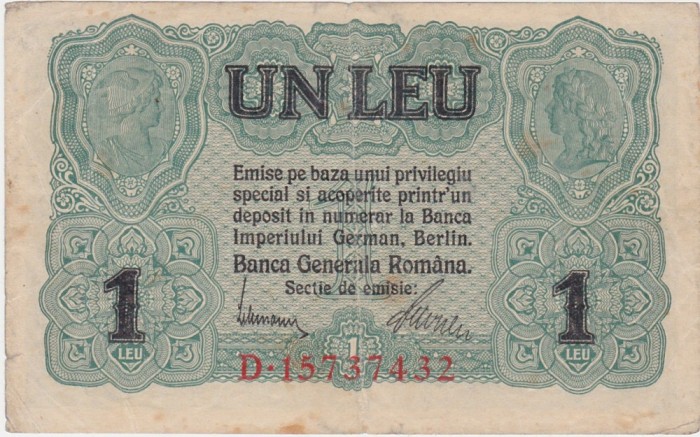 UN LEU
Emise pe baza unui privilegiu
special si acoperite printr'un
deposit in numerar la Banca
Imperiului German, Berlin.
Banca Generala Româna.
Sectie de emisie:
1 1
LEU 1 LEU
D·15737432